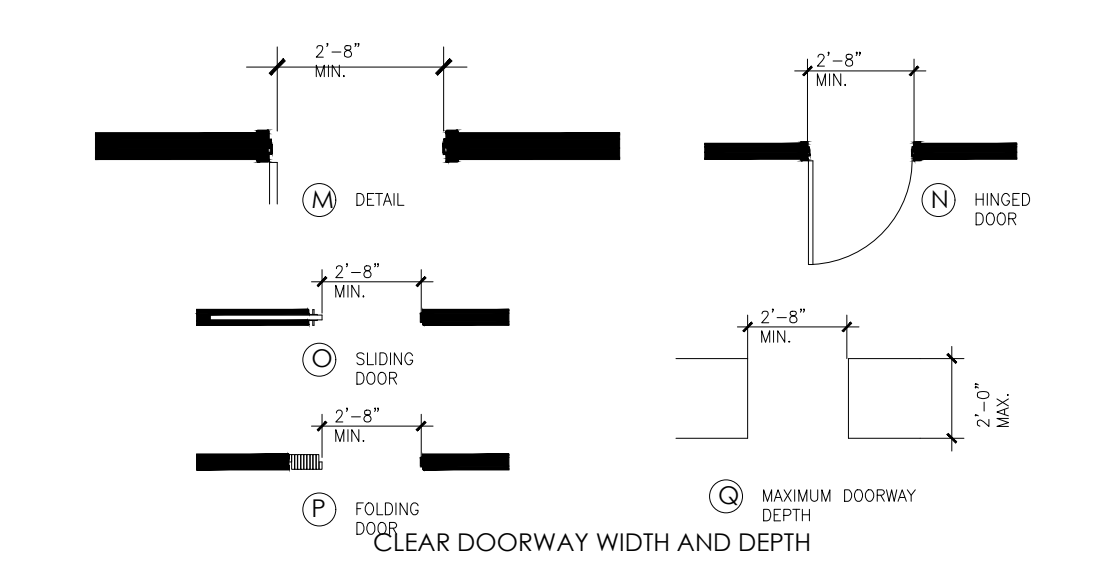 2'-8"
MIN.
M
DETAIL
2'-8"
MIN.
N
HINGED
DOOR
2'-8"
MIN.
O
SLIDING
DOOR
2'-8"
MIN.
P
FOLDING
DOOR
2'-8"
MIN.
2'-0"
MAX.
Q
MAXIMUM DOORWAY
DEPTH
CLEAR DOORWAY WIDTH AND DEPTH